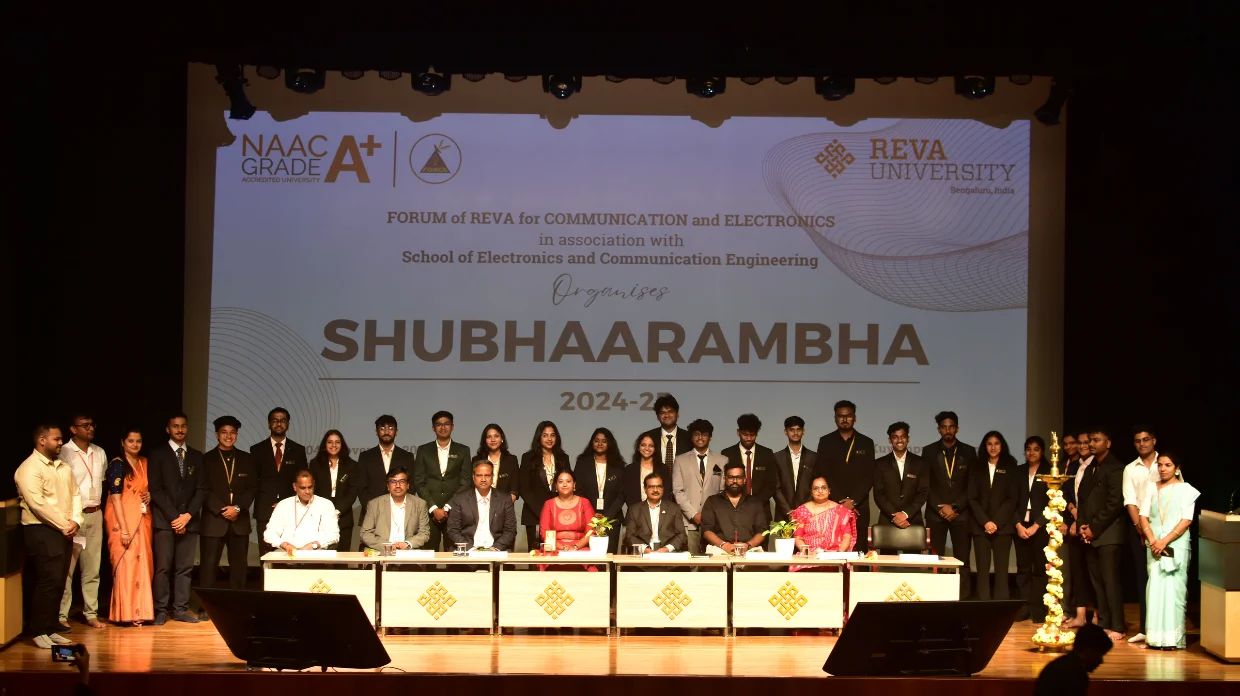 NAAC
GRADE
A+
ACCREDITED UNIVERSITY
REVA
UNIVERSITY
Bengaluru, India
FORUM of REVA for COMMUNICATION and ELECTRONICS
in association with
School of Electronics and Communication Engineering
Organises
SHUBHAARAMBHA